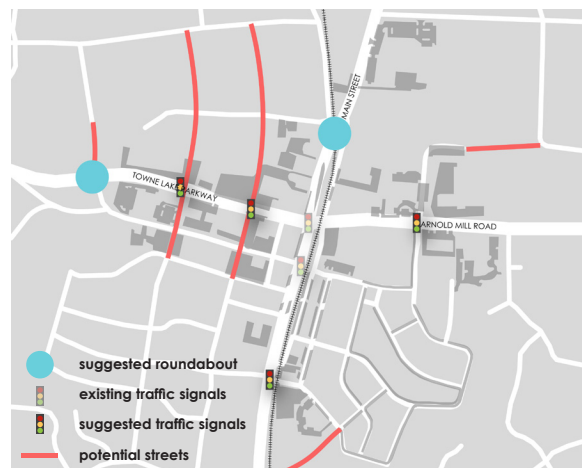 MAIN STREET
TOWNE LAKE PARKWAY
ARNOLD MILL ROAD
suggested roundabout
existing traffic signals
suggested traffic signals
potential streets